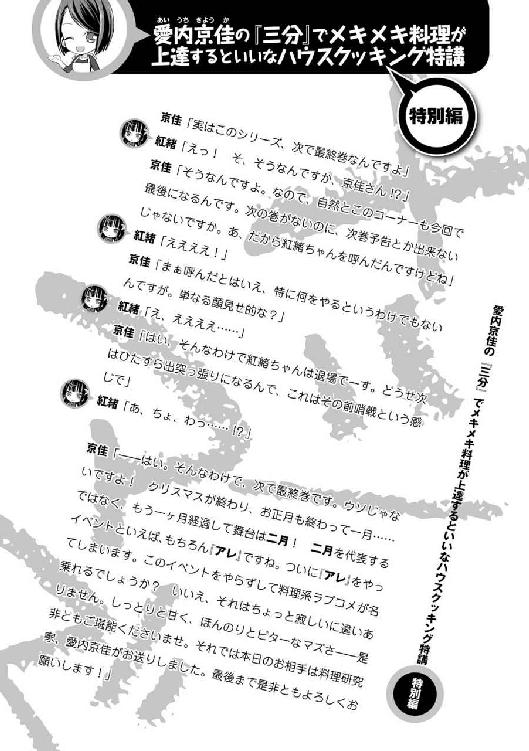 あい うち きよう か
愛内京佳の『三分』でメキメキ料理が
上達するといいなハウスクッキング特講
特別編
京佳「実はこのシリーズ、次で最終巻なんですよ」
紅緒「えっ! そ、そうなんですか、京佳さん!?」
京佳「そうなんですよ。なので、自然とこのコーナーも今回で
最後になるんです。次の巻がないのに、次巻予告とか出来ない
じゃないですか。あ、だから紅緒ちゃんを呼んだんですけどね」
紅緒「ええええ!」
京佳「まぁ呼んだとはいえ、特に何をやるというわけでもない
んですが。単なる顔見せ的な?」
紅緒「え、ええええ……」
京佳「はい、そんなわけで紅緒ちゃんは退場でーす。どうせ次
はひたすら出突っ張りになるんで、これはその前哨戦という感
じで」
紅緒「あ、ちょ、わっ……!?」
京佳「――はい。そんなわけで、次で最終巻です。ウソじゃな
いですよ! クリスマスが終わり、お正月も終わって一月……
ではなく、もう一ヶ月経過して舞台は二月! 二月を代表する
イベントといえば、もちろん『アレ』ですね。ついに『アレ』をやっ
てしまいます。このイベントをやらずして料理系ラブコメが名
乗れるでしょうか? いいえ、それはちょっと寂しいに違いあ
りません。しっとりと甘く、ほんのりとビターなマズさ――是
非ともご堪能くださいませ。それでは本日のお相手は料理研究
家、愛内京佳がお送りしました。最後まで是非ともよろしくお
願いします!」
愛内京佳の『三分』でメキメキ料理が上達するといいなハウスクッキング特講
特別編